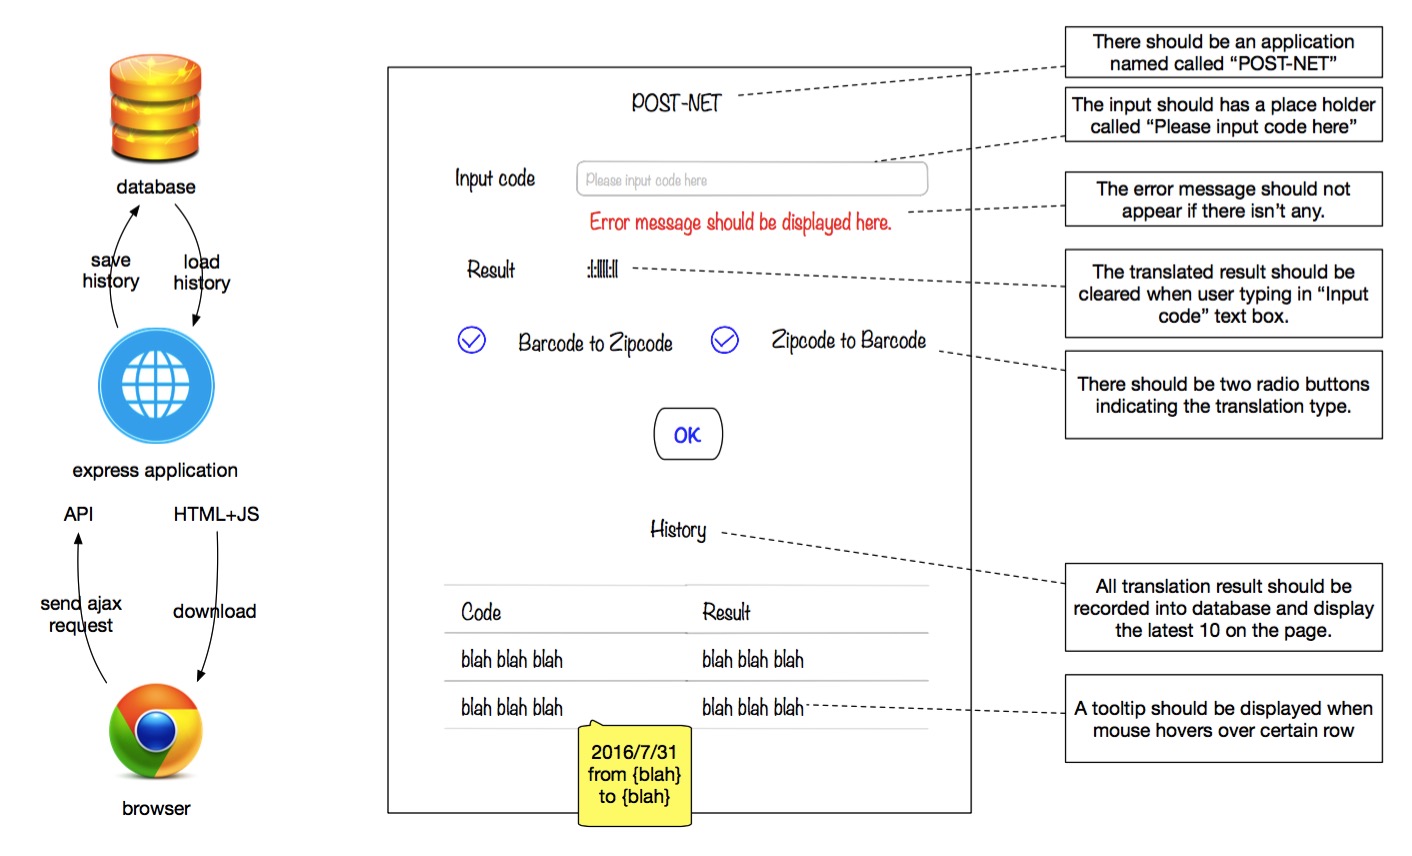 database
save
history
load
history
express application
API
HTML+JS
send ajax
request
download
browser
POST-NET
Input code
Please input code here
Error message should be displayed here.
Result
:|:||||:||
Barcode to Zipcode
Zipcode to Barcode
OK
History
Code
Result
blah blah blah
blah blah blah
blah blah blah
blah blah blah
2016/7/31
from {blah}
to {blah}
There should be an application
named called “POST-NET”
The input should has a place holder
called “Please input code here”
The error message should not
appear if there isn’t any.
The translated result should be
cleared when user typing in “Input
code” text box.
There should be two radio buttons
indicating the translation type.
All translation result should be
recorded into database and display
the latest 10 on the page.
A tooltip should be displayed when
mouse hovers over certain row